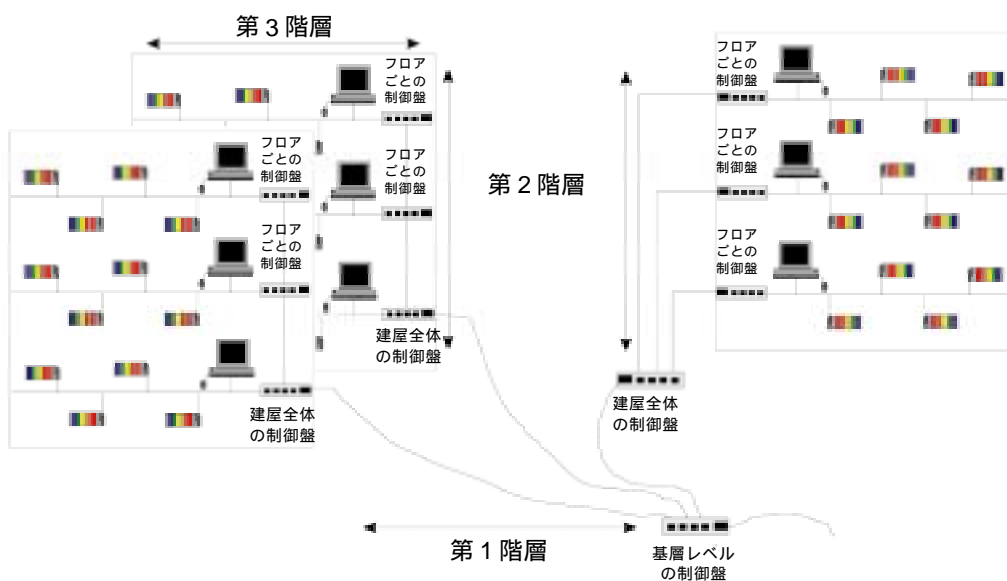 第３階層
フロア
ごとの
制御盤
フロア
ごとの
制御盤
フロア
ごとの
制御盤
フロア
ごとの
制御盤
建屋全体
の制御盤
建屋全体
の制御盤
第２階層
フロア
ごとの
制御盤
フロア
ごとの
制御盤
フロア
ごとの
制御盤
建屋全体
の制御盤
第１階層
基層レベル
の制御盤